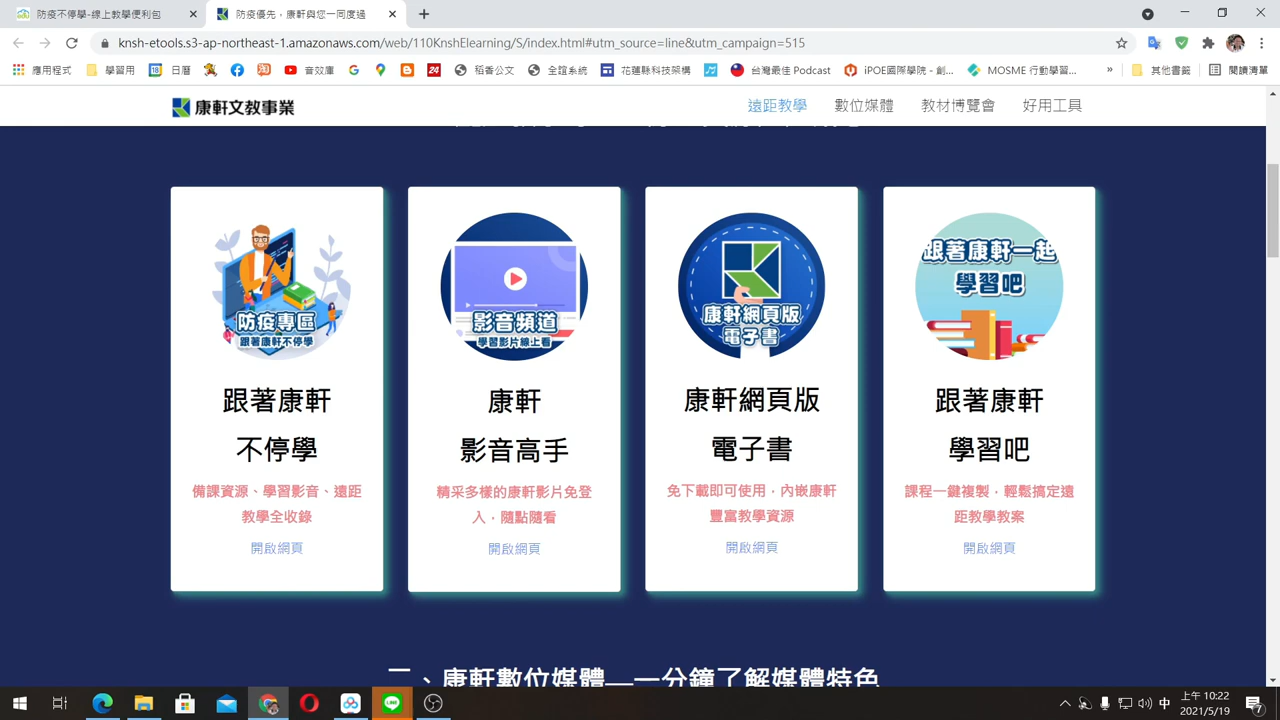 防疫不停學-線上教學便利包
防疫優先，康軒與您一同度過
knsh-etools.s3-ap-northeast-1.amazonaws.com/web/110KnshElearning/S/index.html#utm_source=line&utm_campaign=515
應用程式
學習用
18
日曆
音效庫
24
稻香公文
全誼系統
花蓮縣科技架構
台灣最佳 Podcast
iPOE國際學院 - 創...
MOSME 行動學習...
»
其他書籤
閱讀清單
康軒文教事業
遠距教學
數位媒體
教材博覽會
好用工具
防疫專區
跟著康軒不停學
跟著康軒
不停學
備課資源、學習影音、遠距
教學全收錄
開啟網頁
影音頻道
學習影片線上看
康軒
影音高手
精采多樣的康軒影片免登
入，隨點隨看
開啟網頁
康軒網頁版
電子書
康軒網頁版
電子書
免下載即可使用，內嵌康軒
豐富教學資源
開啟網頁
跟著康軒一起
學習吧
跟著康軒
學習吧
課程一鍵複製，輕鬆搞定遠
距教學教案
開啟網頁
二、康軒數位媒體—一分鐘了解媒體特色
LINE
中
上午 10:22
2021/5/19
7